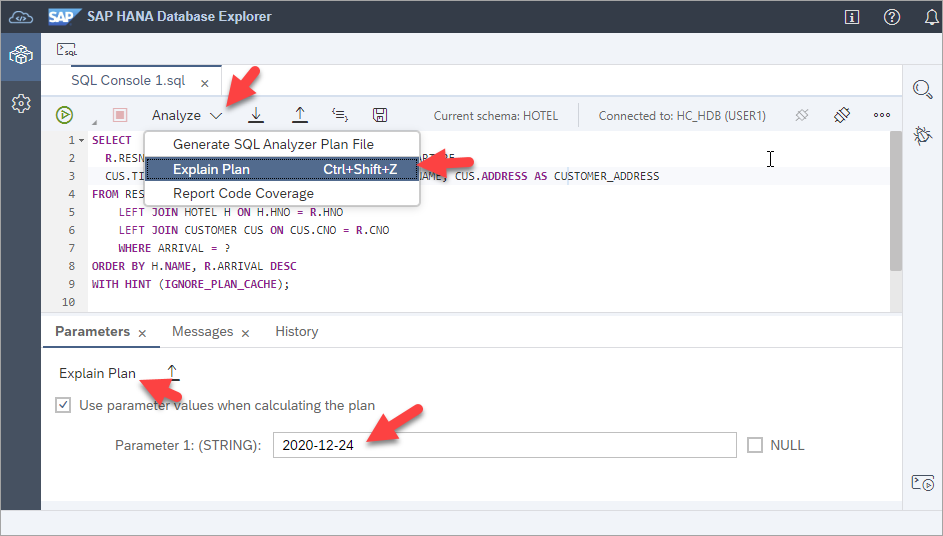 SAP SAP HANA Database Explorer
SQL
SQL Console 1.sql
Analyze
Current schema: HOTEL
Connected to: HC_HDB (USER1)
Generate SQL Analyzer Plan File
Explain Plan Ctrl+Shift+Z
Report Code Coverage
1 SELECT
2 R.RESN
3 CUS.TI NAME, CUS.ADDRESS AS CUSTOMER_ADDRESS
4 FROM RES
5 LEFT JOIN HOTEL H ON H.HNO = R.HNO
6 LEFT JOIN CUSTOMER CUS ON CUS.CNO = R.CNO
7 WHERE ARRIVAL = ?
8 ORDER BY H.NAME, R.ARRIVAL DESC
9 WITH HINT (IGNORE_PLAN_CACHE);
10
Parameters Messages History
Explain Plan
Use parameter values when calculating the plan
Parameter 1: (STRING): 2020-12-24 NULL